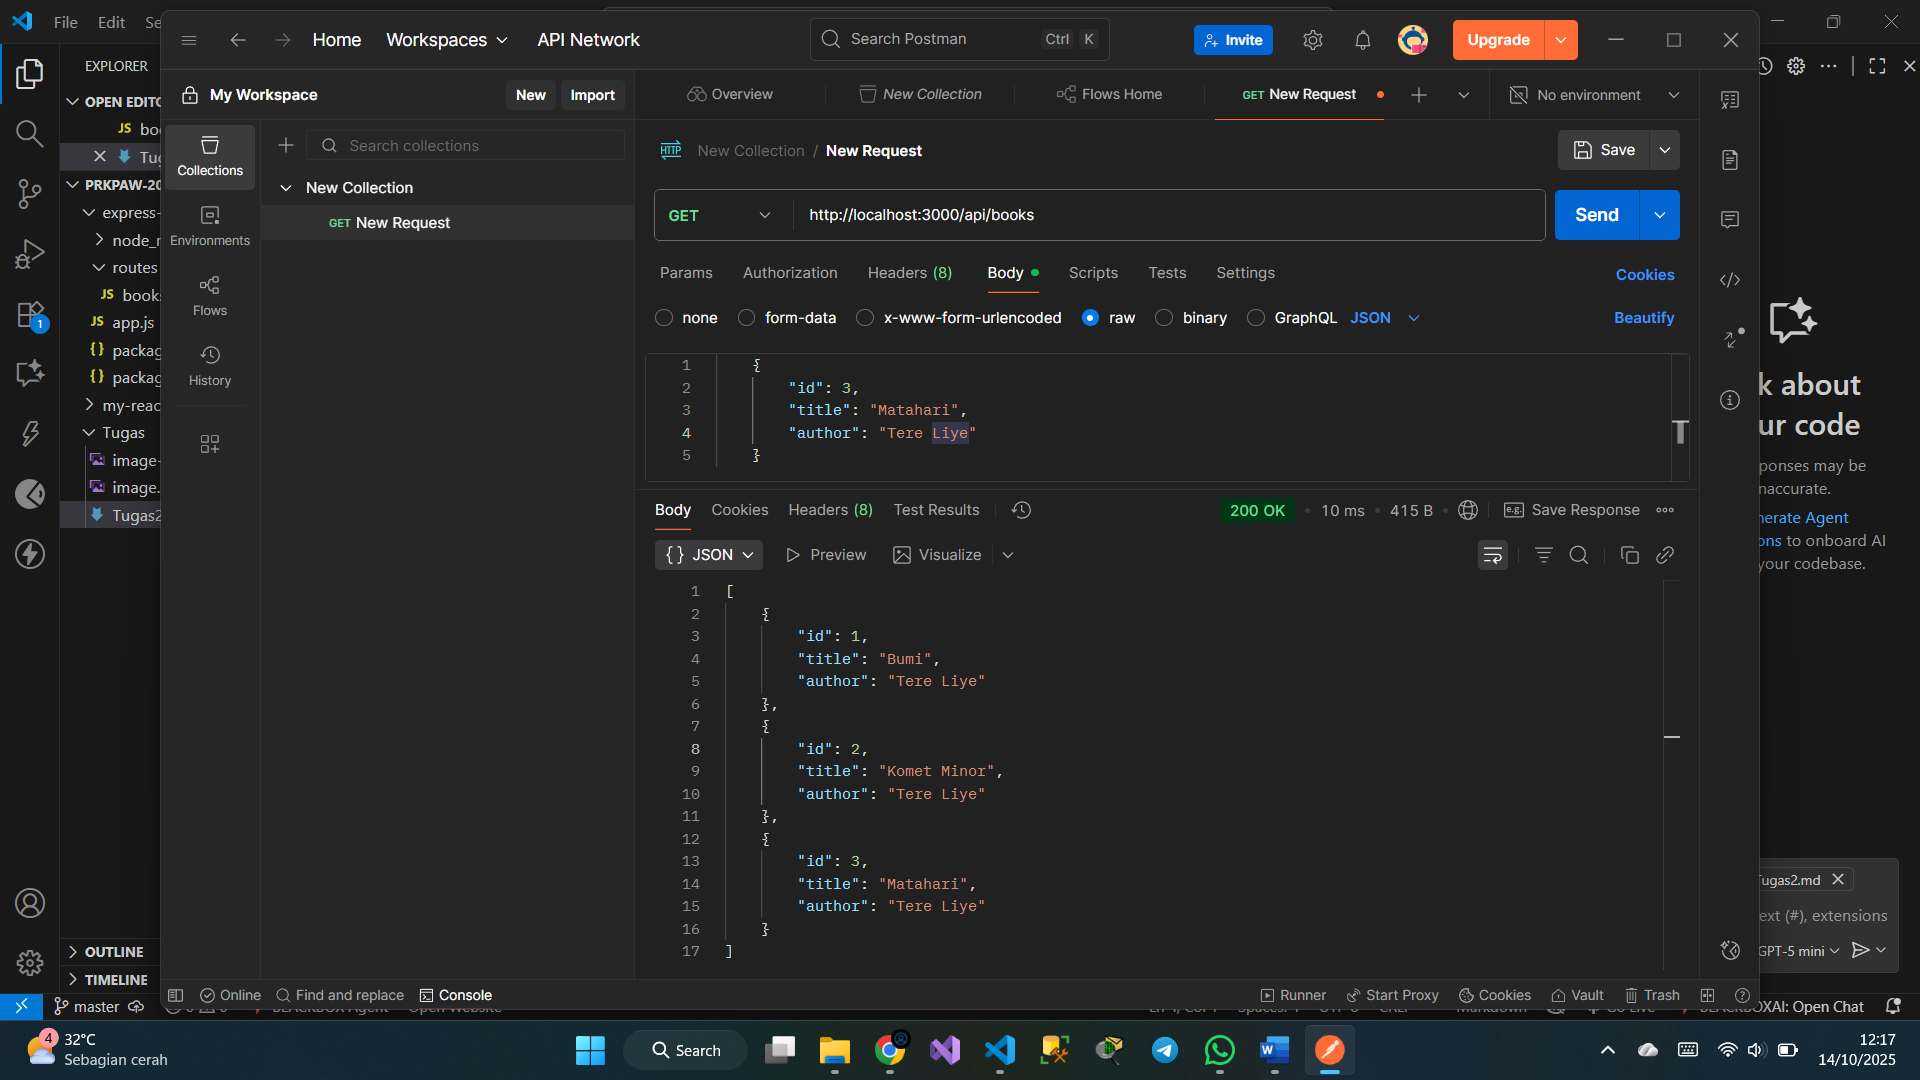 File Edit Se
Home Workspaces API Network
Search Postman Ctrl K
Invite
Upgrade
EXPLORER
My Workspace New Import
Overview New Collection Flows Home GET New Request
No environment
OPEN EDITO
JS boo
Tug
PRKPAW-20
express-
node_r
routes
JS books
JS app.js
{} packag
{} packag
my-reac
Tugas
image-
image.
Tugas2
OUTLINE
TIMELINE
1
Collections
Environments
Flows
History
Search collections
New Collection
GET New Request
HTTP New Collection / New Request
Save
GET http://localhost:3000/api/books
Send
Params Authorization Headers (8) Body Scripts Tests Settings
Cookies
none form-data x-www-form-urlencoded raw binary GraphQL JSON
Beautify
1 {
2 "id": 3,
3 "title": "Matahari",
4 "author": "Tere Liye"
5 }
Body Cookies Headers (8) Test Results
200 OK 10 ms 415 B e.g. Save Response
{} JSON Preview Visualize
1 [
2 {
3 "id": 1,
4 "title": "Bumi",
5 "author": "Tere Liye"
6 },
7 {
8 "id": 2,
9 "title": "Komet Minor",
10 "author": "Tere Liye"
11 },
12 {
13 "id": 3,
14 "title": "Matahari",
15 "author": "Tere Liye"
16 }
17 ]
k about
ur code
ponses may be
naccurate.
nerate Agent
ons to onboard AI
your codebase.
Tugas2.md
ext (#), extensions
GPT-5 mini
Online Find and replace Console
Runner Start Proxy Cookies Vault Trash
master
BLACKBOXAI: Open Chat
4
32°C
Sebagian cerah
Search
12:17
14/10/2025